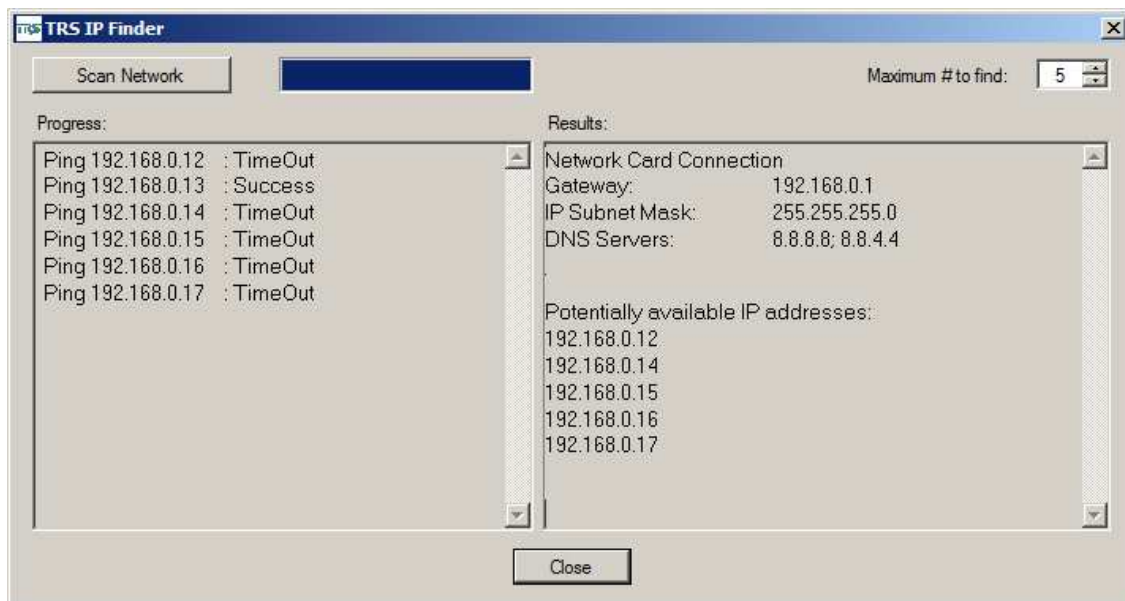 TRS TRS IP Finder
Scan Network
Maximum # to find: 5
Progress:
Ping 192.168.0.12 : TimeOut
Ping 192.168.0.13 : Success
Ping 192.168.0.14 : TimeOut
Ping 192.168.0.15 : TimeOut
Ping 192.168.0.16 : TimeOut
Ping 192.168.0.17 : TimeOut
Results:
Network Card Connection
Gateway: 192.168.0.1
IP Subnet Mask: 255.255.255.0
DNS Servers: 8.8.8.8; 8.8.4.4
.
Potentially available IP addresses:
192.168.0.12
192.168.0.14
192.168.0.15
192.168.0.16
192.168.0.17
Close